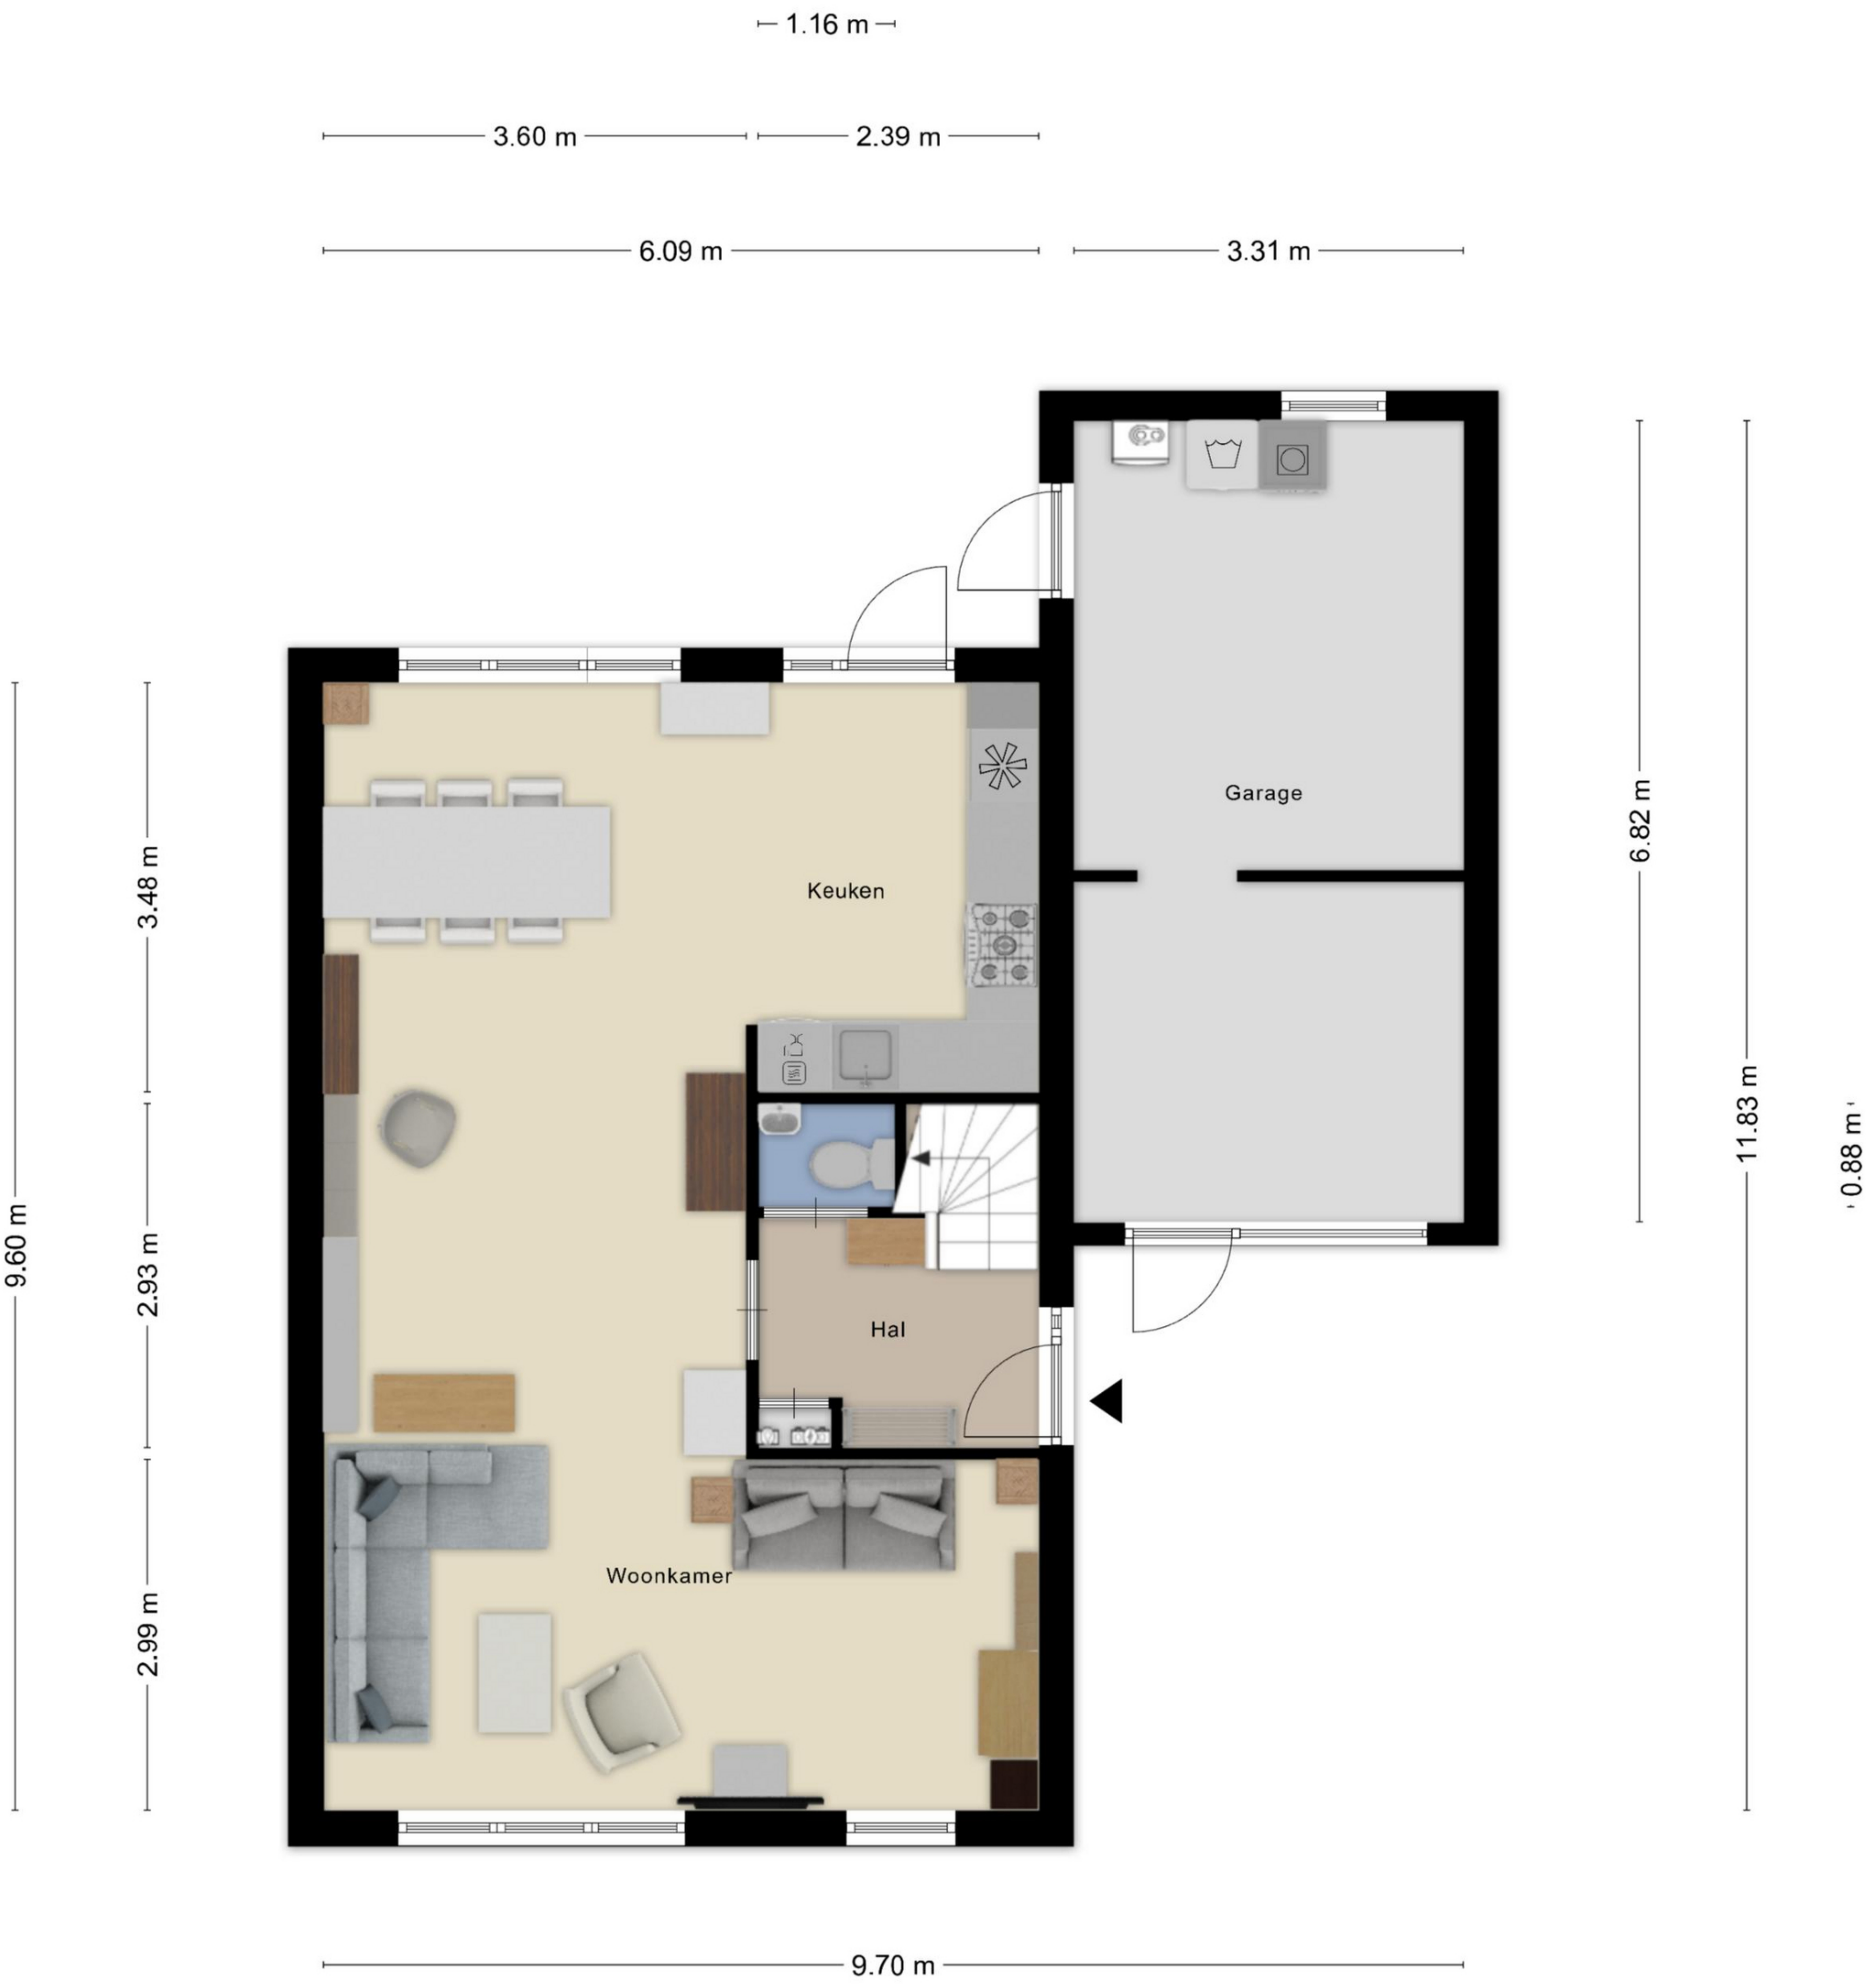 1.16 m
3.60 m
2.39 m
6.09 m
3.31 m
Garage
6.82 m
3.48 m
Keuken
11.83 m
0.88 m
9.60 m
2.93 m
Hal
Woonkamer
2.99 m
9.70 m